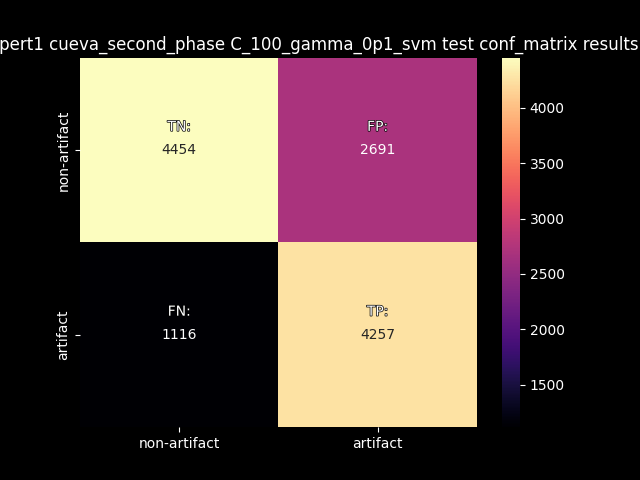 pert1 cueva_second_phase C_100_gamma_0p1_svm test conf_matrix results
non-artifact
TN:
4454
FP:
2691
4000
3500
3000
2500
2000
1500
artifact
FN:
1116
TP:
4257
non-artifact
artifact